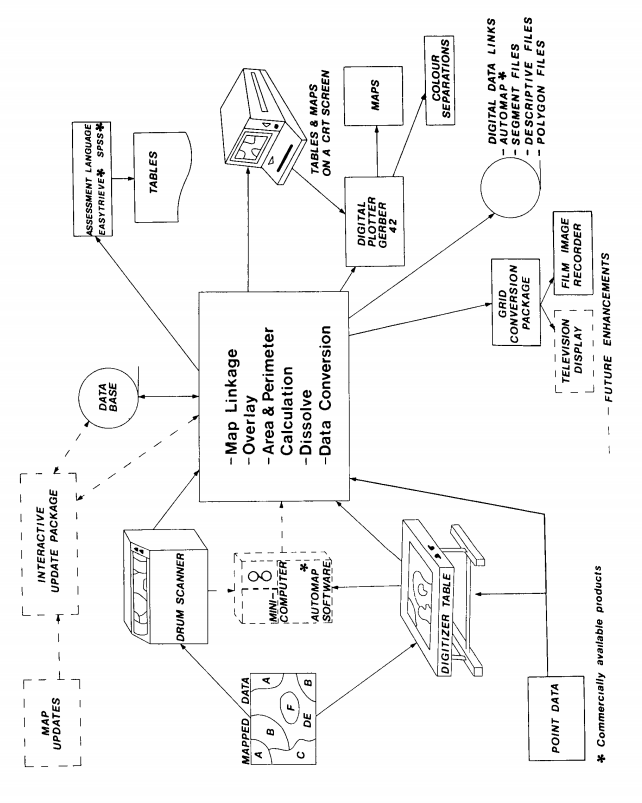 MAP
UPDATES
INTERACTIVE
UPDATE PACKAGE
DATA
BASE
ASSESSMENT LANGUAGE
EASYTRIEVE* SPSS*
TABLES
MAPPED DATA
A
B
A
F
B
C
DE
DRUM SCANNER
MINI-
COMPUTER
*
AUTOMAP
SOFTWARE
DIGITIZER TABLE
POINT DATA
-Map Linkage
-Overlay
-Area & Perimeter
Calculation
-Dissolve
-Data Conversion
TABLES & MAPS
ON A CRT SCREEN
DIGITAL
PLOTTER
GERBER
42
MAPS
COLOUR
SEPARATIONS
DIGITAL DATA LINKS
- AUTOMAP*
- SEGMENT FILES
- DESCRIPTIVE FILES
- POLYGON FILES
GRID
CONVERSION
PACKAGE
TELEVISION
DISPLAY
FILM IMAGE
RECORDER
--- FUTURE ENHANCEMENTS
* Commercially available products